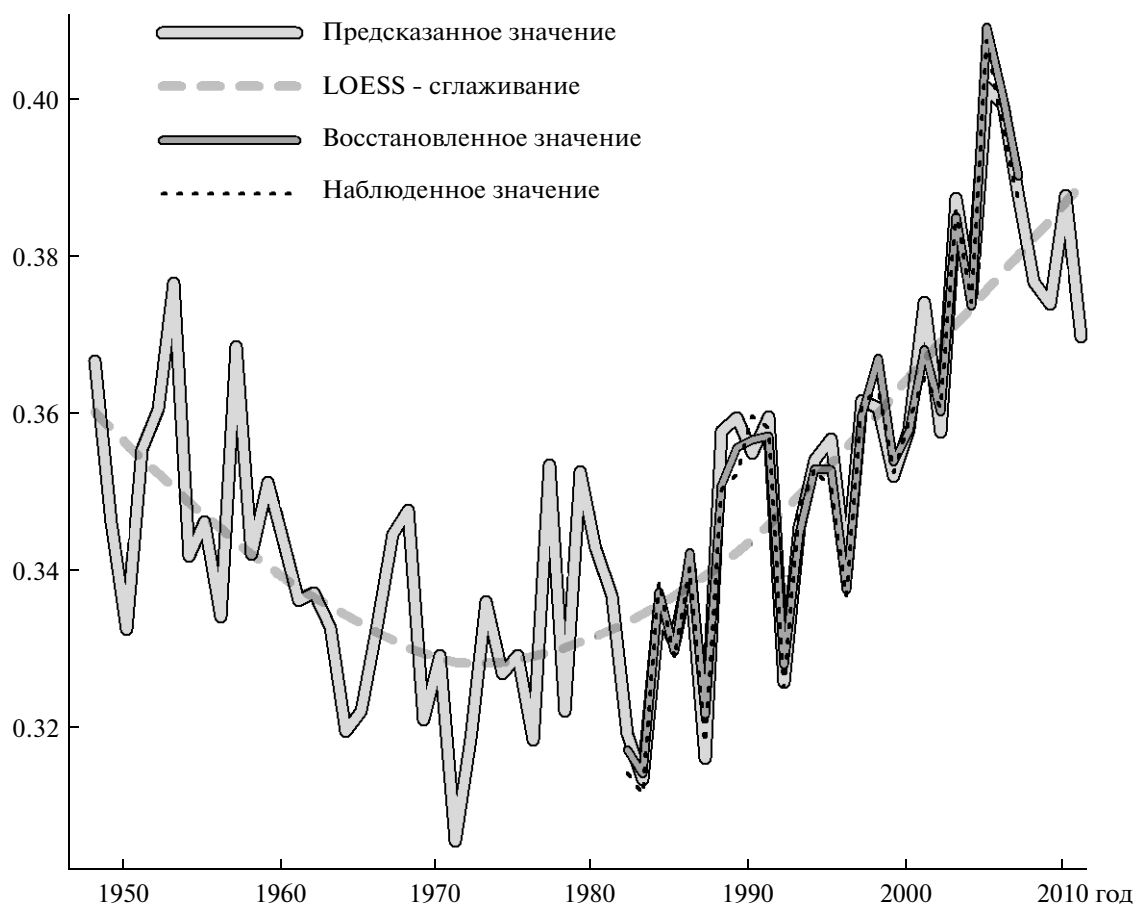 Предсказанное значение
LOESS - сглаживание
Восстановленное значение
Наблюденное значение
0.40
0.38
0.36
0.34
0.32
1950 1960 1970 1980 1990 2000 2010 год